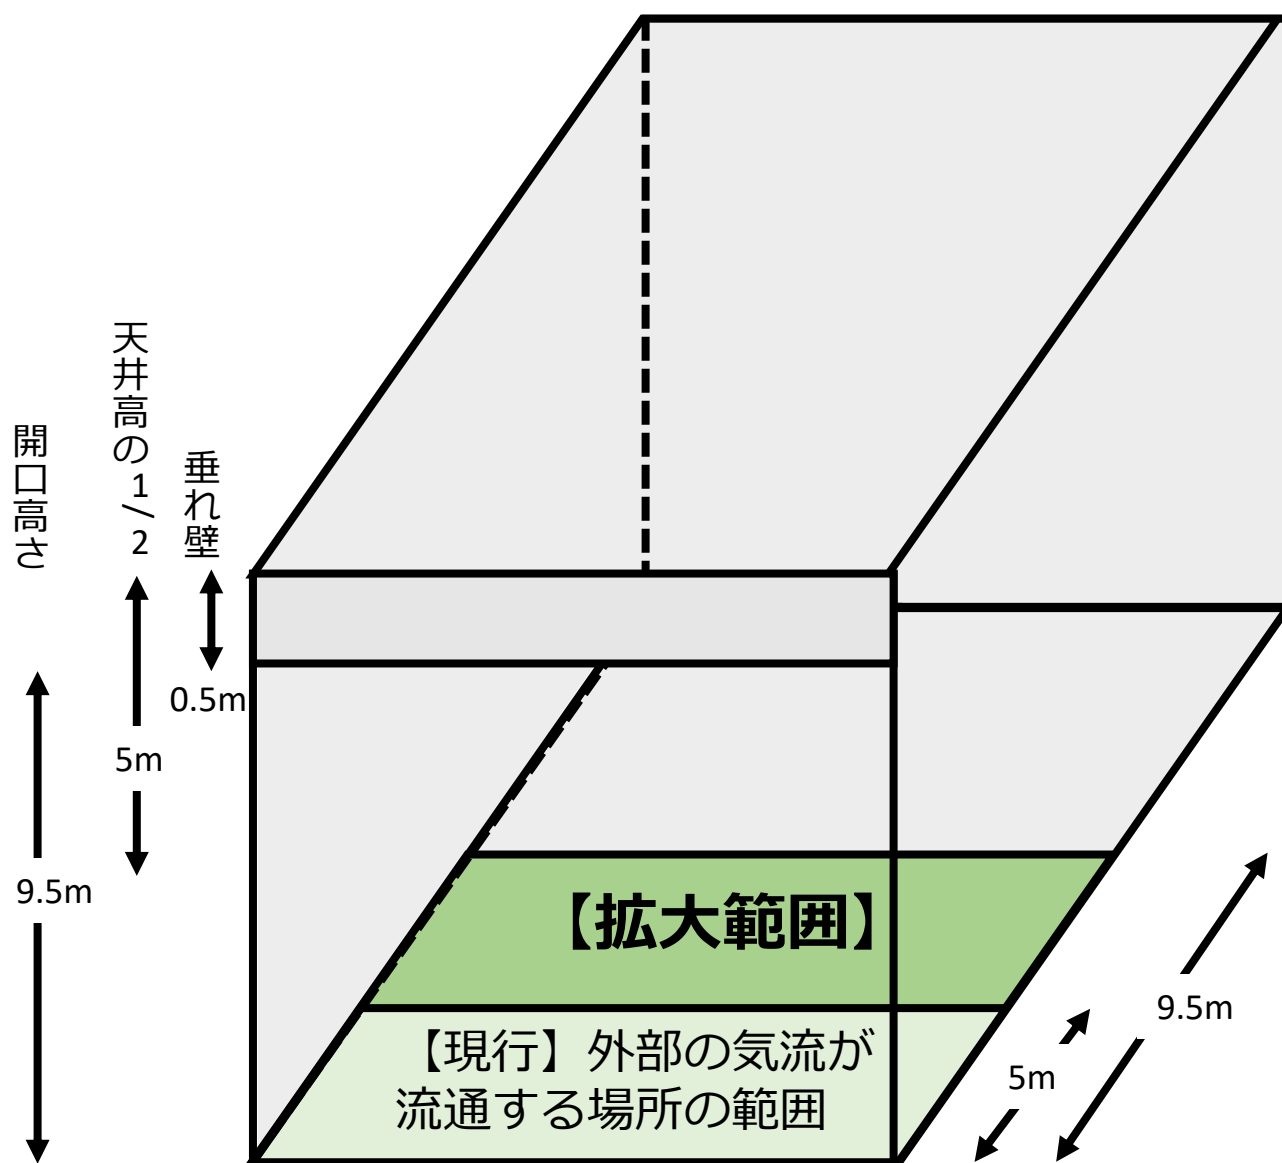 開口高さ
天井高の1/2
垂れ壁
0.5m
5m
9.5m
【拡大範囲】
【現行】外部の気流が
流通する場所の範囲
9.5m
5m